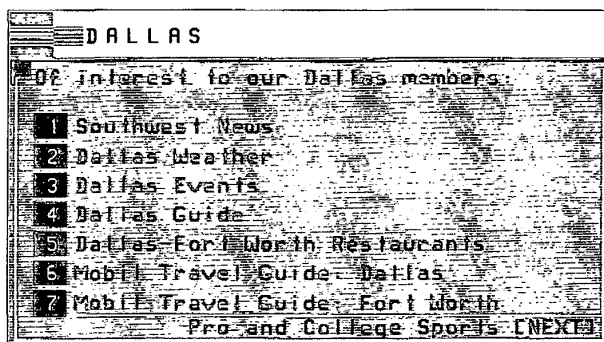 DALLAS
Of interest to our Dallas members:
1 Southwest News
2 Dallas Weather
3 Dallas Events
4 Dallas Guide
5 Dallas-Fort Worth Restaurants
6 Mobil Travel Guide: Dallas
7 Mobil Travel Guide: Fort Worth
Pro and College Sports [NEXT]